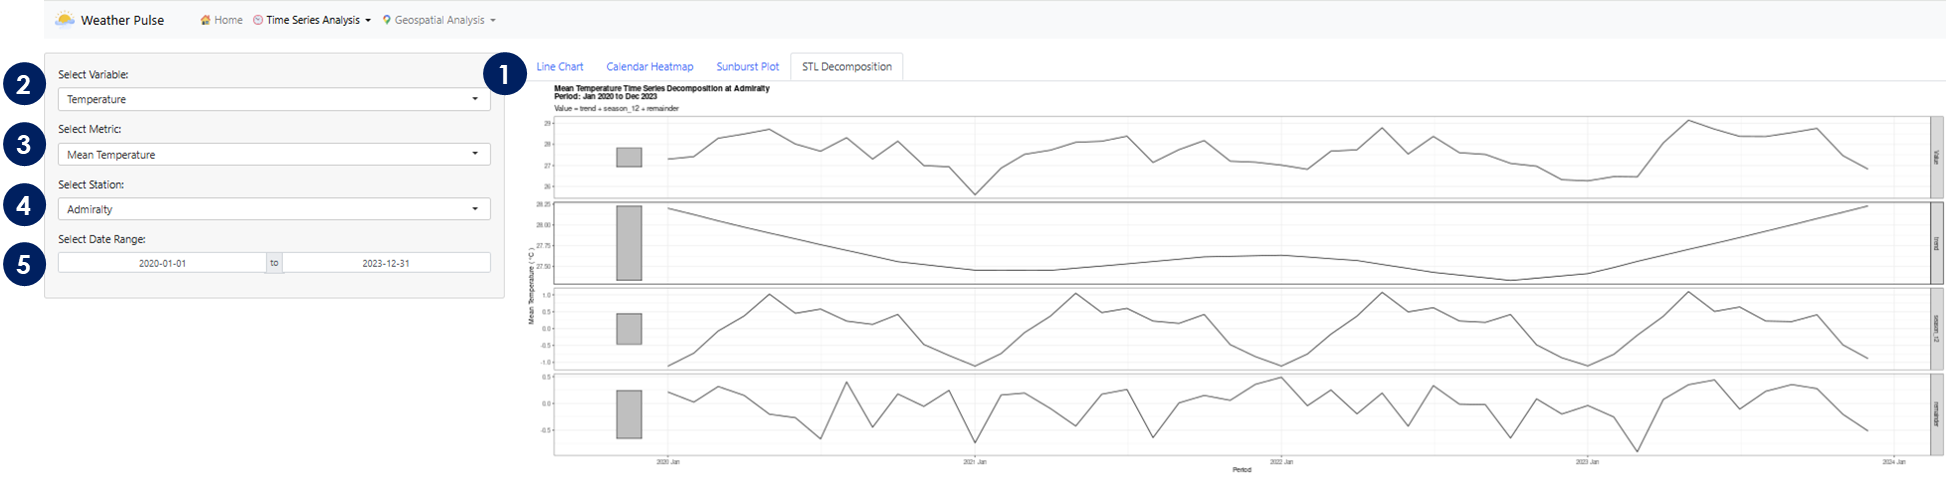 Weather Pulse
Home
Time Series Analysis
Geospatial Analysis
1
Line Chart
Calendar Heatmap
Sunburst Plot
STL Decomposition
2
Select Variable:
Temperature
3
Select Metric:
Mean Temperature
4
Select Station:
Admiralty
5
Select Date Range:
2020-01-01
to
2023-12-31
Mean Temperature Time Series Decomposition at Admiralty
Period: Jan 2020 to Dec 2023
Value = trend + season_12 + remainder
Mean Temperature ( °C )
29
28
27
26
Value
28.25
28.00
27.75
27.50
trend
1.0
0.5
0.0
-0.5
-1.0
season_12
0.5
0.0
-0.5
remainder
2020 Jan
2021 Jan
2022 Jan
2023 Jan
2024 Jan
Period